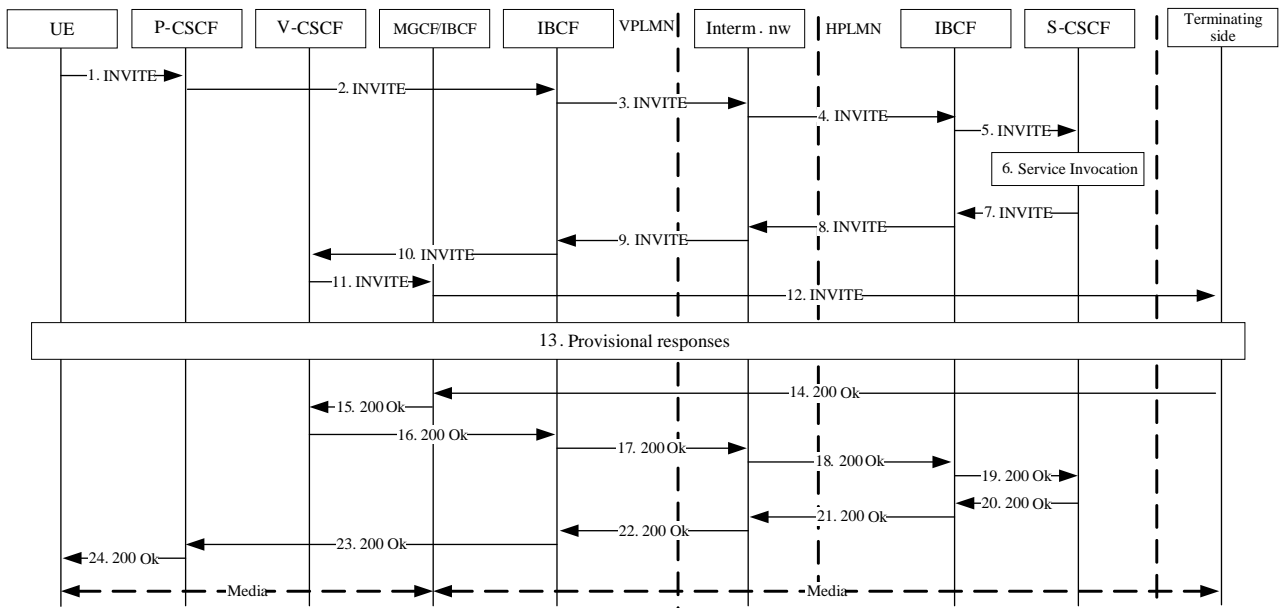 UE
P-CSCF
V-CSCF
MGCF/IBCF
IBCF
VPLMN
Interm. nw
HPLMN
IBCF
S-CSCF
Terminating
side
1. INVITE
2. INVITE
3. INVITE
4. INVITE
5. INVITE
6. Service Invocation
7. INVITE
8. INVITE
9. INVITE
10. INVITE
11. INVITE
12. INVITE
13. Provisional responses
14. 200 Ok
15. 200 Ok
16. 200 Ok
17. 200 Ok
18. 200 Ok
19. 200 Ok
20. 200 Ok
21. 200 Ok
22. 200 Ok
23. 200 Ok
24. 200 Ok
Media
Media